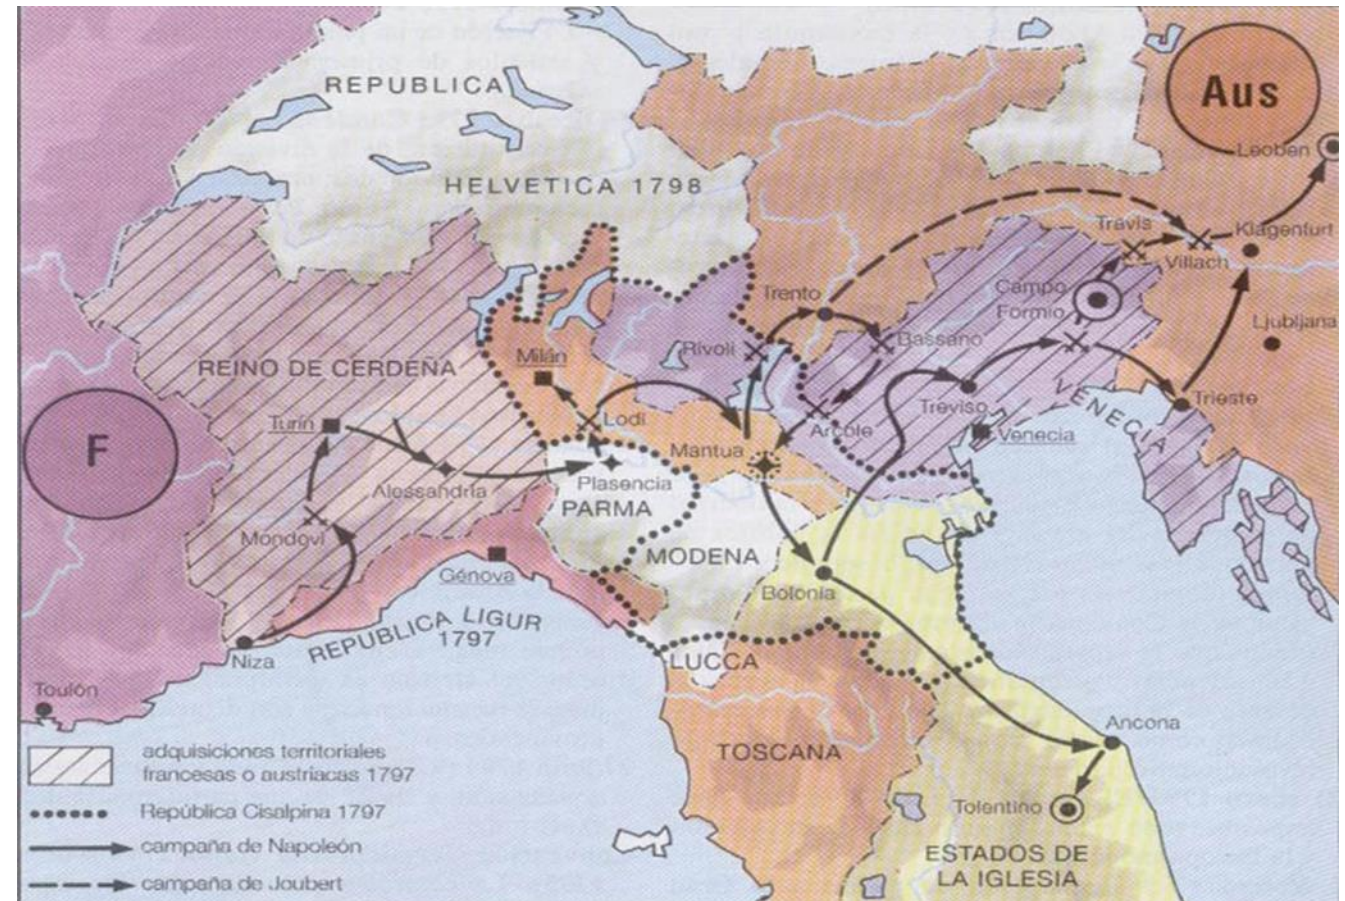 REPUBLICA
HELVETICA 1798
Aus
Leoben
Travis
Klagenfurt
Villach
Campo
Formio
Trento
Ljubljana
Bassano
Rívoli
Milán
REINO DE CERDEÑA
F
Turín
Lodi
Treviso
Trieste
VENECIA
Arcole
Venecia
Mantua
Alessandria
Plasencia
PARMA
Mondovi
MODENA
Génova
Bolonia
REPUBLICA LIGUR
1797
Niza
LUCCA
Toulón
Ancona
TOSCANA
Tolentino
ESTADOS DE
LA IGLESIA
adquisiciones territoriales
francesas o austriacas 1797
República Cisalpina 1797
campaña de Napoleón
campaña de Joubert